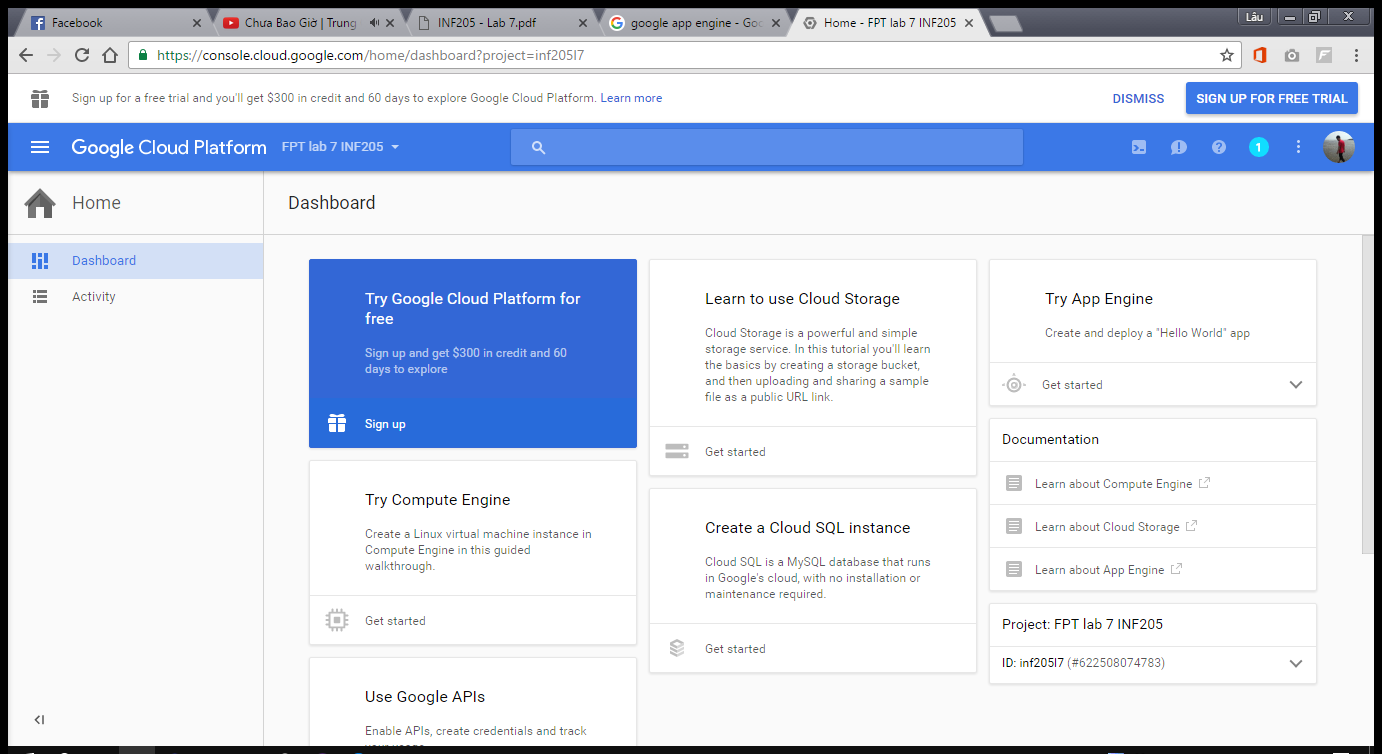 Facebook
Chưa Bao Giờ | Trung
INF205 - Lab 7.pdf
google app engine - Goo
Home - FPT lab 7 INF205
Lâu
https://console.cloud.google.com/home/dashboard?project=inf205l7
Sign up for a free trial and you'll get $300 in credit and 60 days to explore Google Cloud Platform. Learn more
DISMISS
SIGN UP FOR FREE TRIAL
Google Cloud Platform
FPT lab 7 INF205
1
Home
Dashboard
Dashboard
Activity
Try Google Cloud Platform for
free
Sign up and get $300 in credit and 60
days to explore
Sign up
Try Compute Engine
Create a Linux virtual machine instance in
Compute Engine in this guided
walkthrough.
Get started
Use Google APIs
Enable APIs, create credentials and track
Learn to use Cloud Storage
Cloud Storage is a powerful and simple
storage service. In this tutorial you'll learn
the basics by creating a storage bucket,
and then uploading and sharing a sample
file as a public URL link.
Get started
Create a Cloud SQL instance
Cloud SQL is a MySQL database that runs
in Google's cloud, with no installation or
maintenance required.
Get started
Try App Engine
Create and deploy a "Hello World" app
Get started
Documentation
Learn about Compute Engine
Learn about Cloud Storage
Learn about App Engine
Project: FPT lab 7 INF205
ID: inf205l7 (#622508074783)